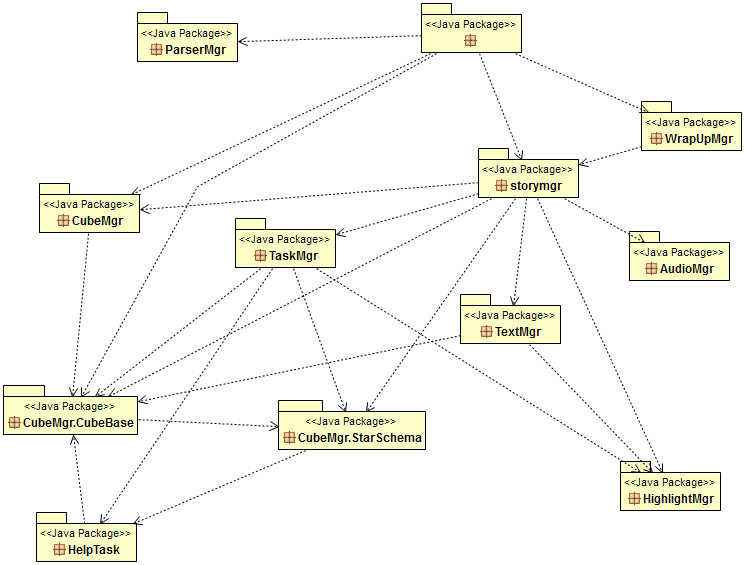 <<Java Package>>
ParserMgr
<<Java Package>>
<<Java Package>>
WrapUpMgr
<<Java Package>>
storymgr
<<Java Package>>
CubeMgr
<<Java Package>>
TaskMgr
<<Java Package>>
AudioMgr
<<Java Package>>
TextMgr
<<Java Package>>
CubeMgr.CubeBase
<<Java Package>>
CubeMgr.StarSchema
<<Java Package>>
HighlightMgr
<<Java Package>>
HelpTask